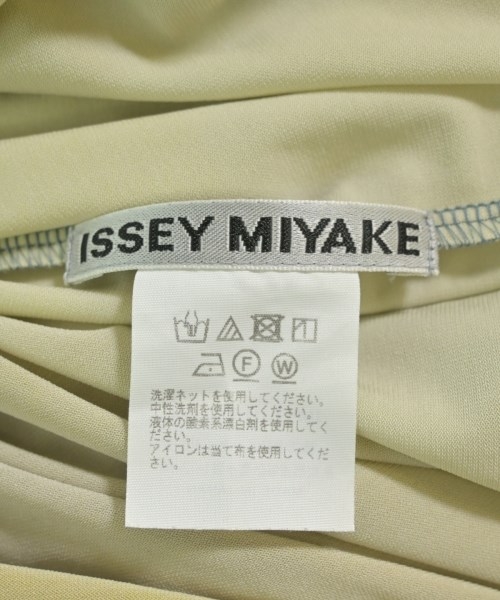 ISSEY MIYAKE
F W
洗濯ネットを使用してください。
中性洗剤を使用してください。
液体の酸素系漂白剤を使用してく
ださい。
アイロンは当て布を使用してくだ
さい。